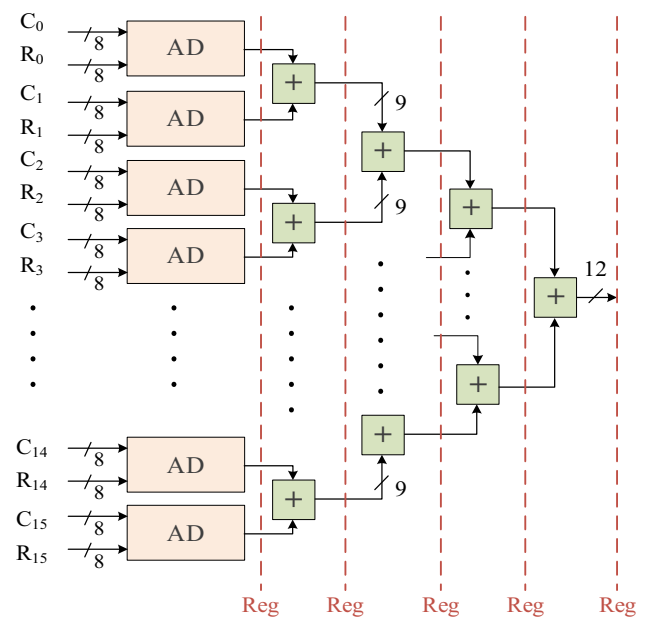 C0
8
AD
R0
8
+
C1
8
AD
9
R1
8
+
C2
8
AD
R2
8
+
9
+
C3
8
AD
R3
8
12
+
+
C14
8
AD
+
R14
8
+
9
C15
8
AD
R15
8
Reg Reg Reg Reg Reg